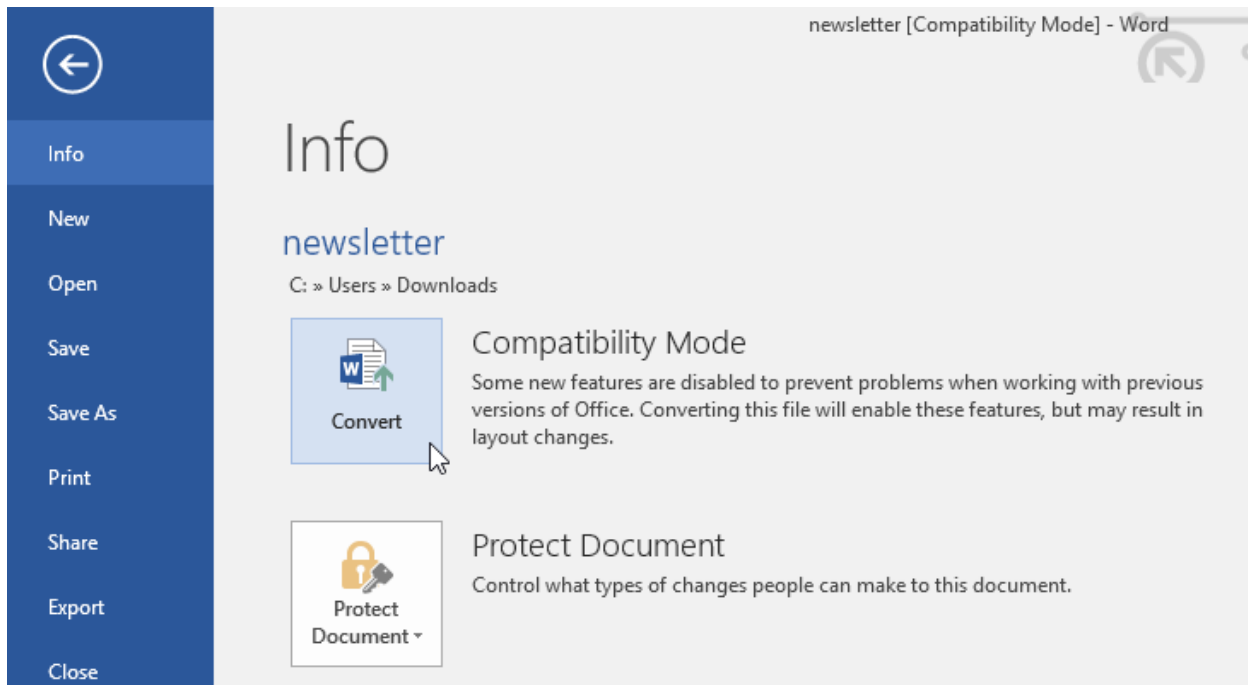 newsletter [Compatibility Mode] - Word
Info
New
Open
Save
Save As
Print
Share
Export
Close
Info
newsletter
C: » Users » Downloads
W
Convert
Compatibility Mode
Some new features are disabled to prevent problems when working with previous
versions of Office. Converting this file will enable these features, but may result in
layout changes.
Protect
Document
Protect Document
Control what types of changes people can make to this document.